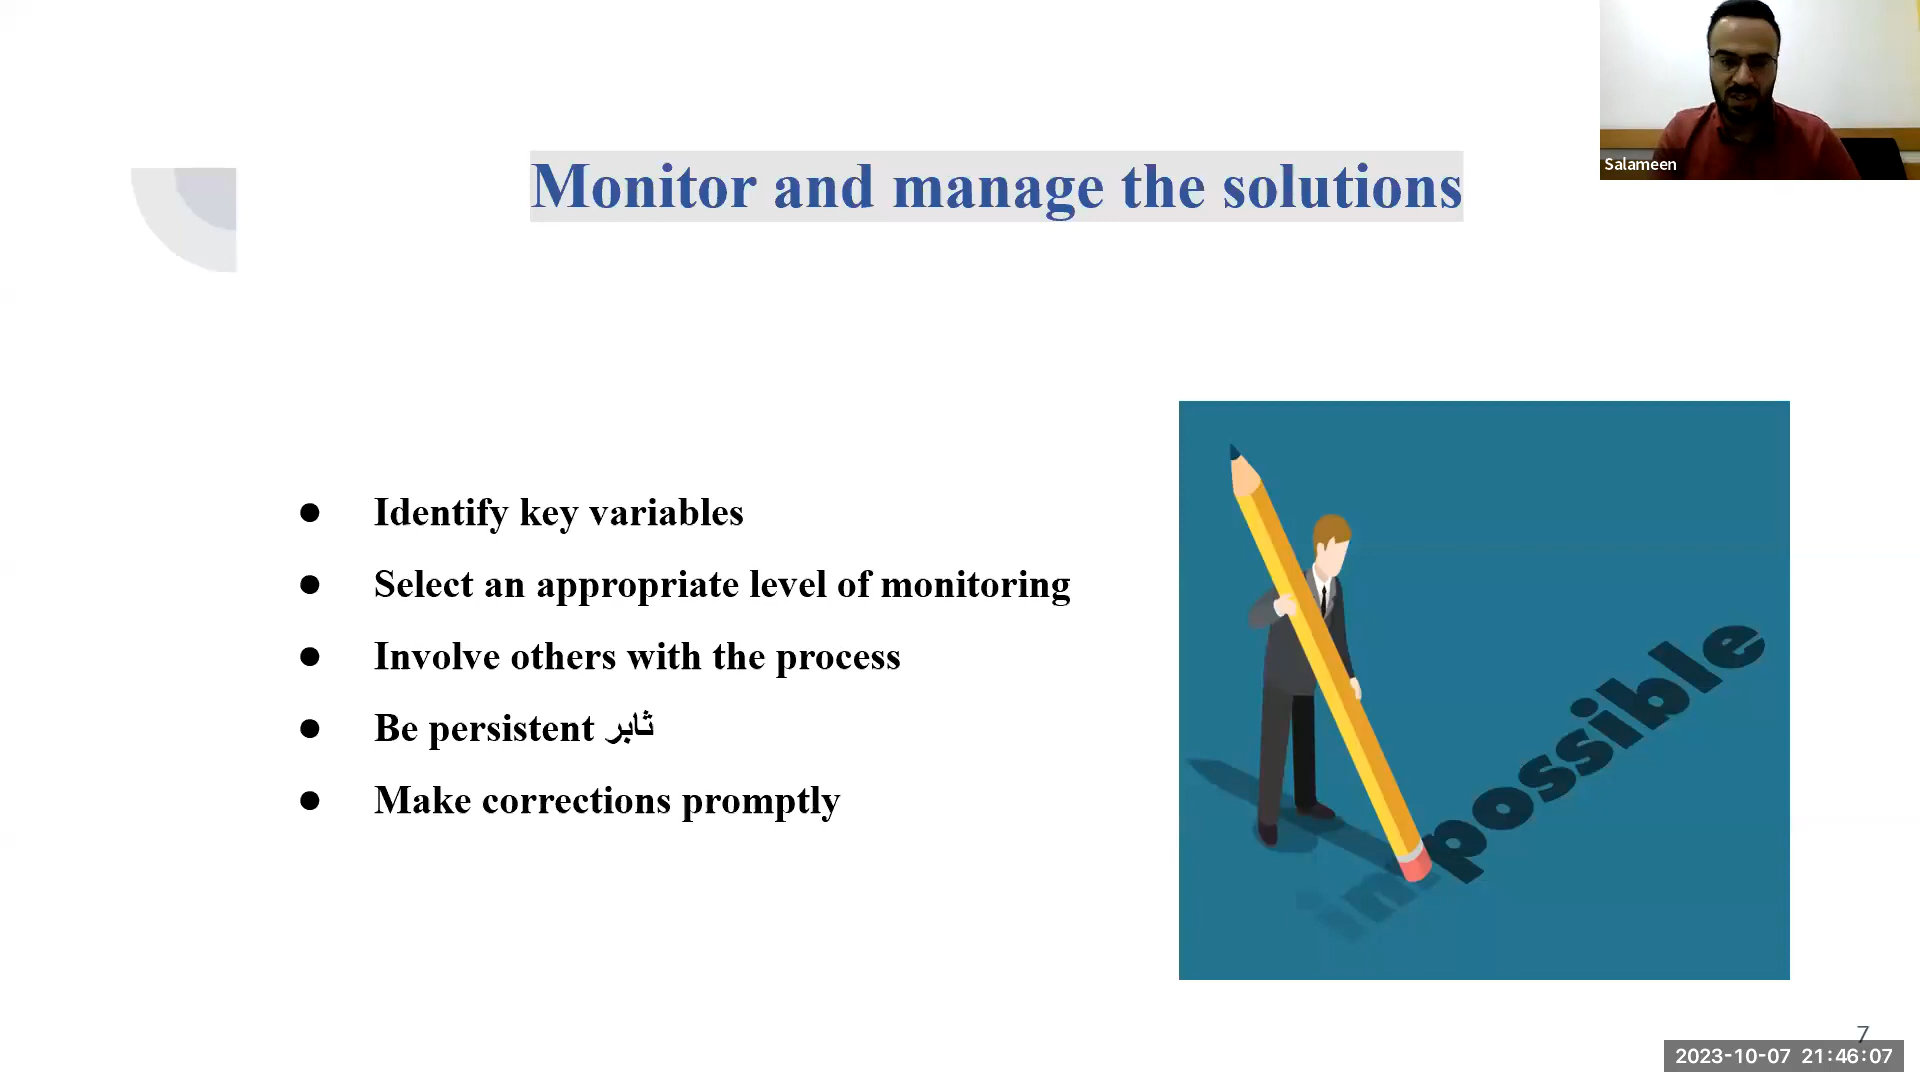 Salameen
Monitor and manage the solutions
● Identify key variables
● Select an appropriate level of monitoring
● Involve others with the process
● Be persistent ثابر
● Make corrections promptly
impossible
7
2023-10-07 21:46:07